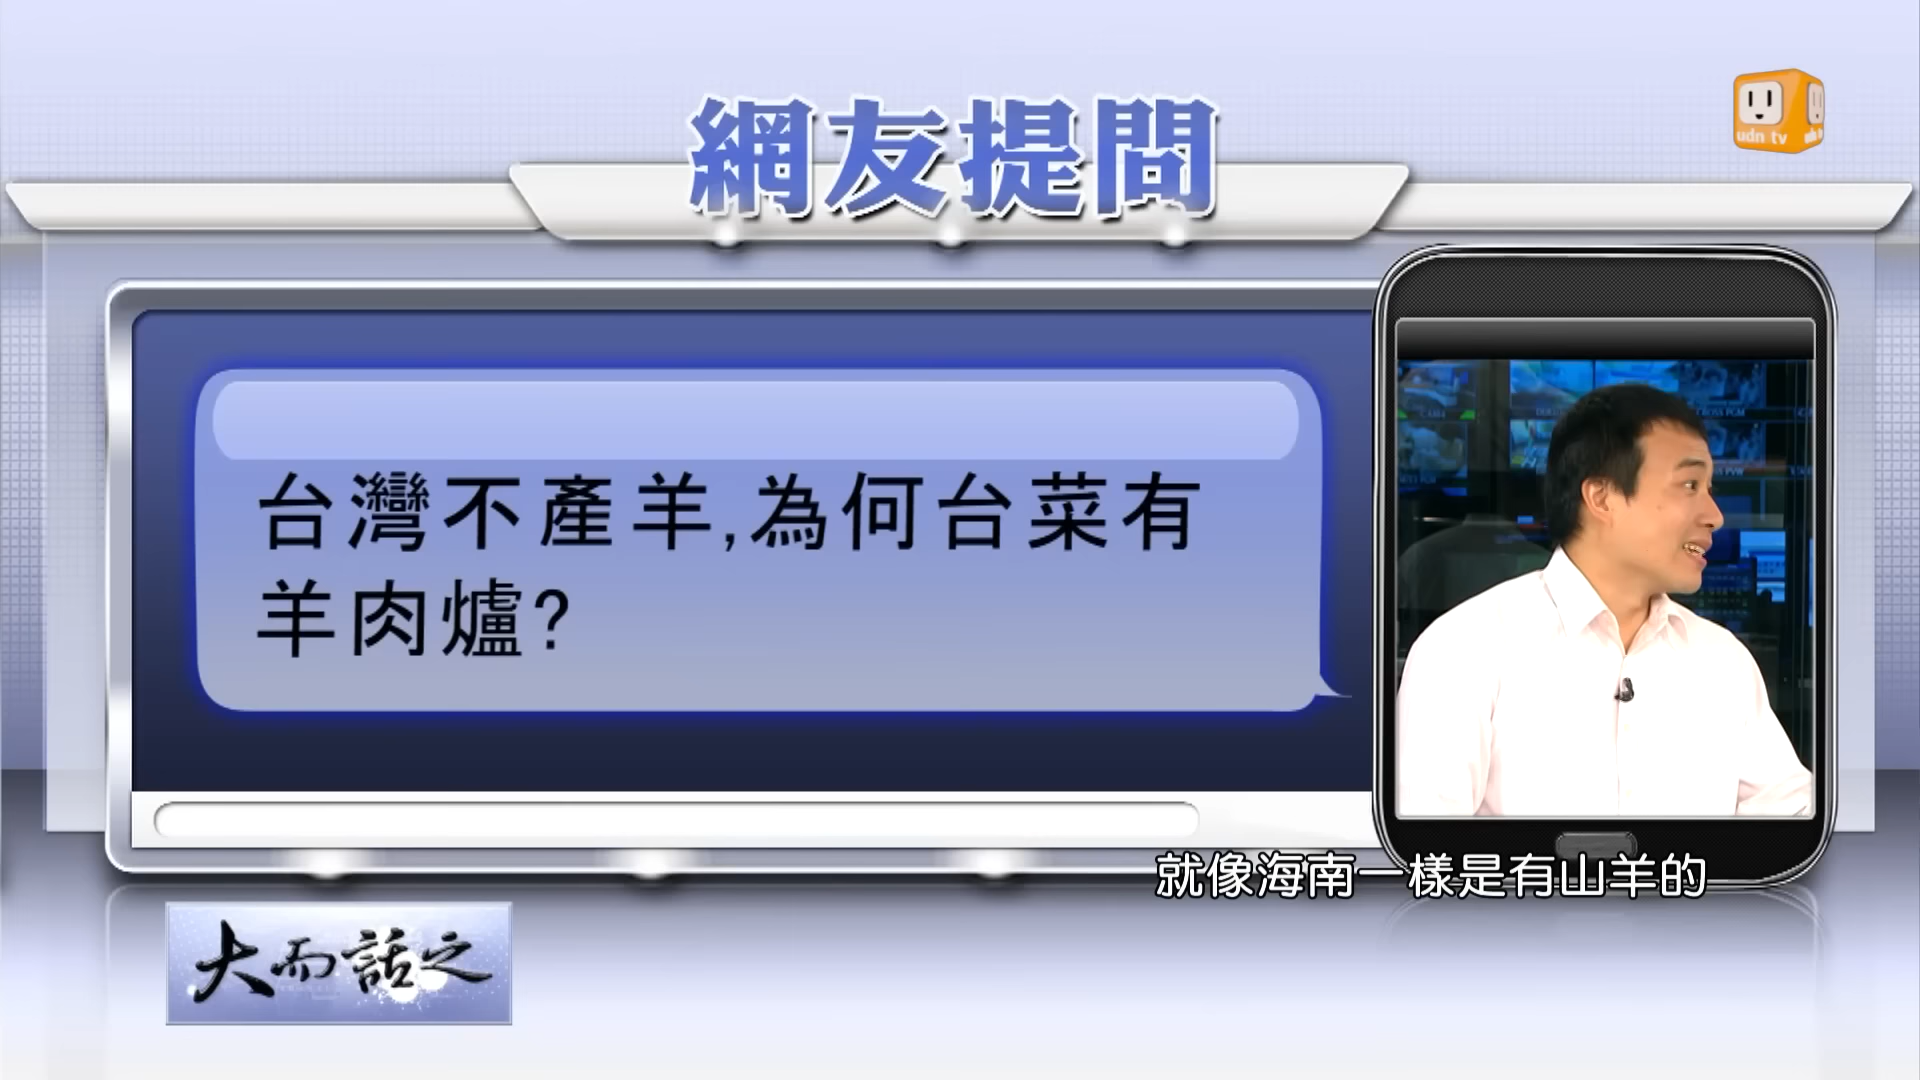 網友提問
udn tv
台灣不產羊,為何台菜有
羊肉爐?
就像海南一樣是有山羊的
大而話之